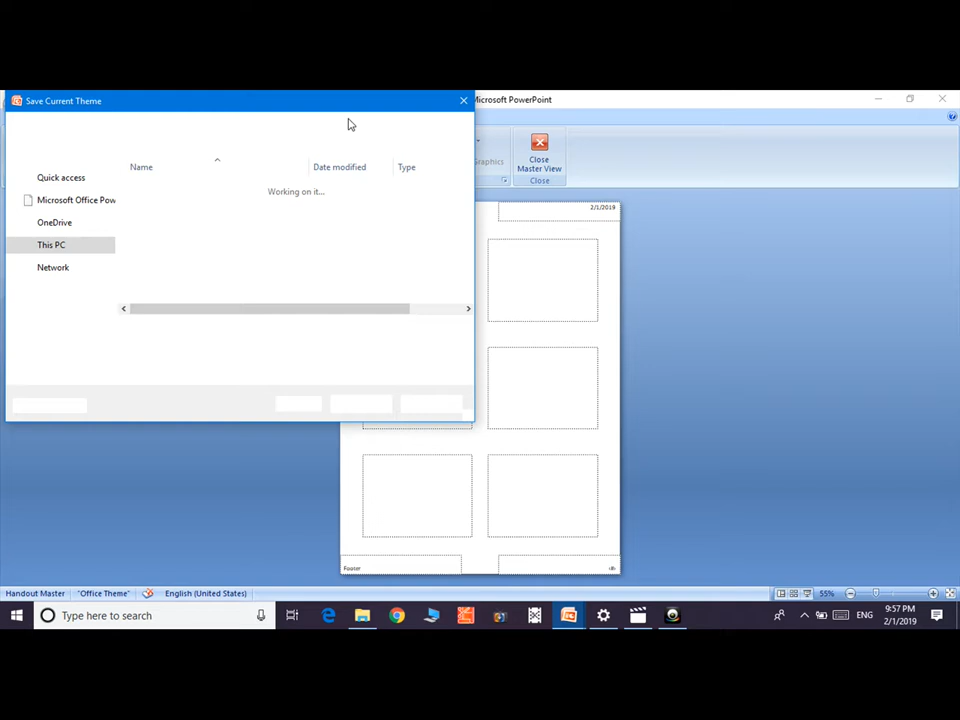 Save Current Theme
Microsoft PowerPoint
Name
Date modified
Type
Working on it...
Quick access
Microsoft Office Pow
OneDrive
This PC
Network
Graphics
Close
Master View
Close
2/1/2019
Footer
Handout Master
"Office Theme"
English (United States)
55%
Type here to search
ENG
9:57 PM
2/1/2019